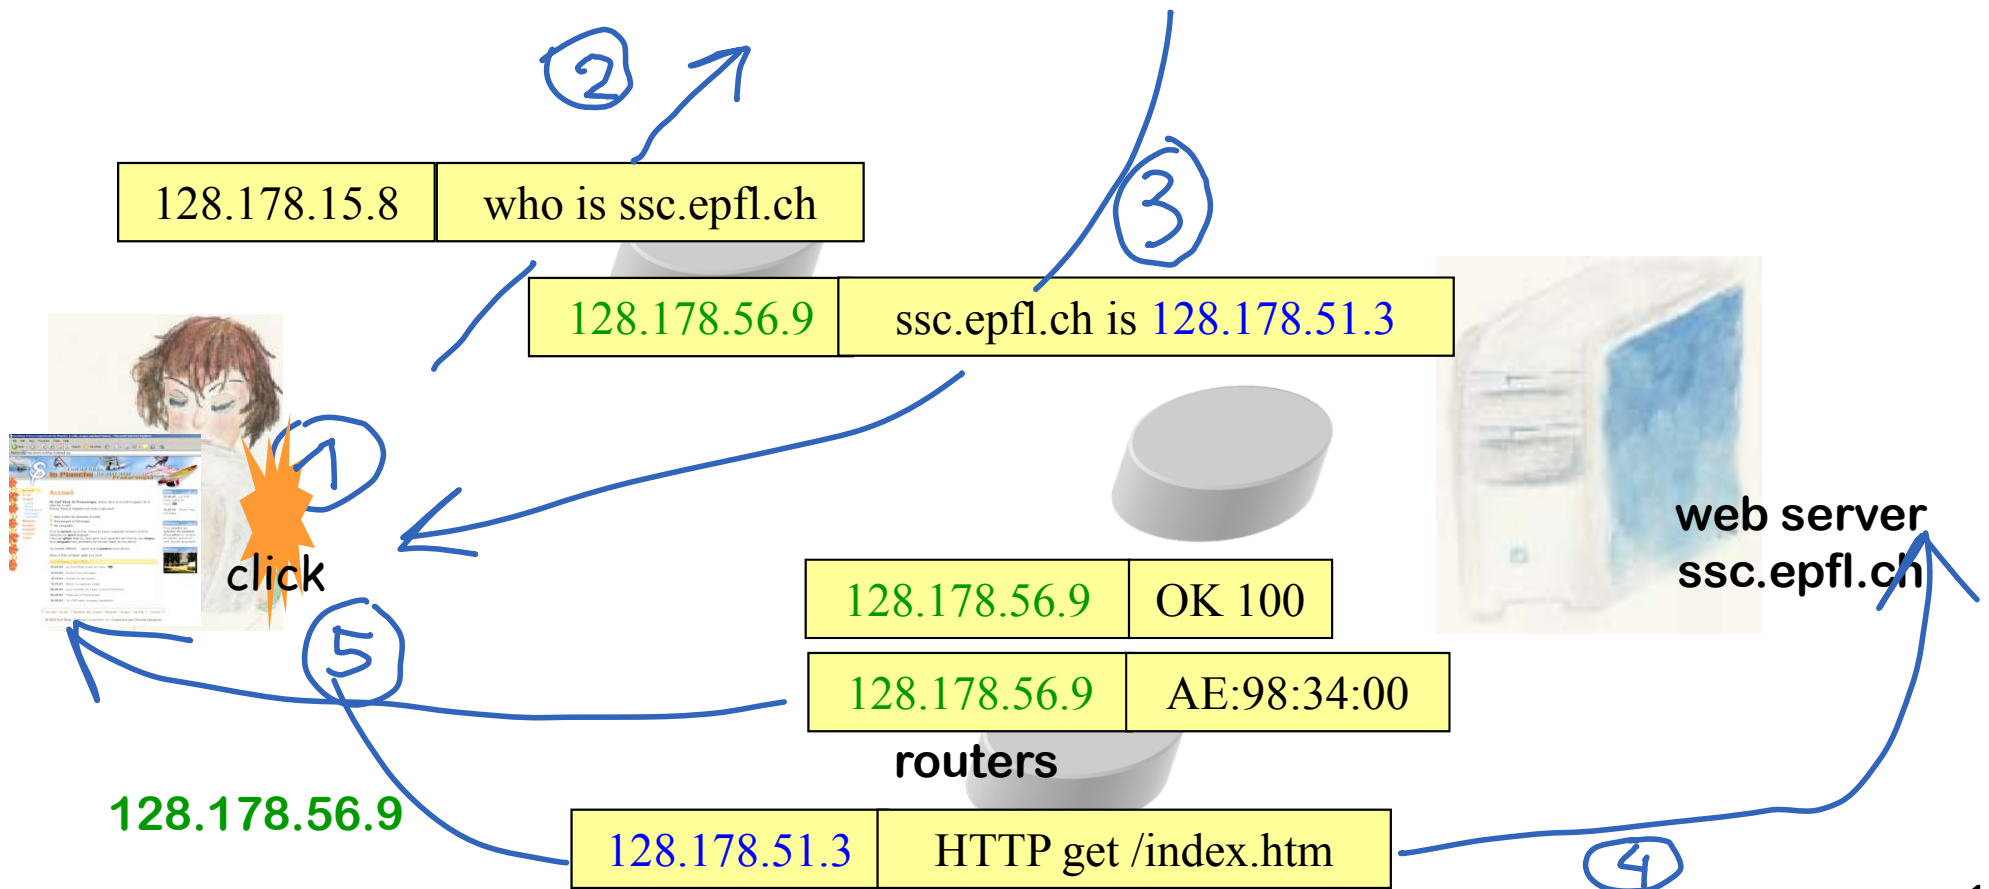 2
128.178.15.8 who is ssc.epfl.ch
3
128.178.56.9 ssc.epfl.ch is 128.178.51.3
1
la Planche
Accueil
click
web server
ssc.epfl.ch
128.178.56.9 OK 100
5
128.178.56.9 AE:98:34:00
routers
128.178.56.9
128.178.51.3 HTTP get /index.htm
4